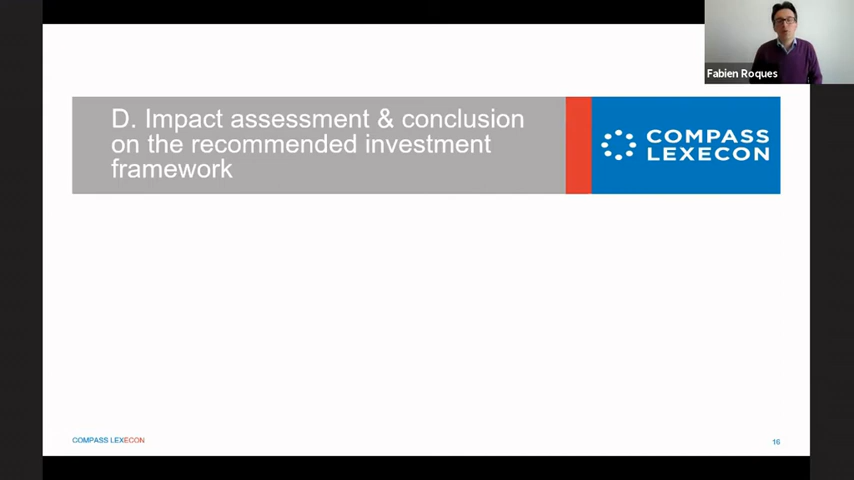 Fabien Roques
D. Impact assessment & conclusion
on the recommended investment
framework
COMPASS
LEXECON
COMPASS LEXECON
16